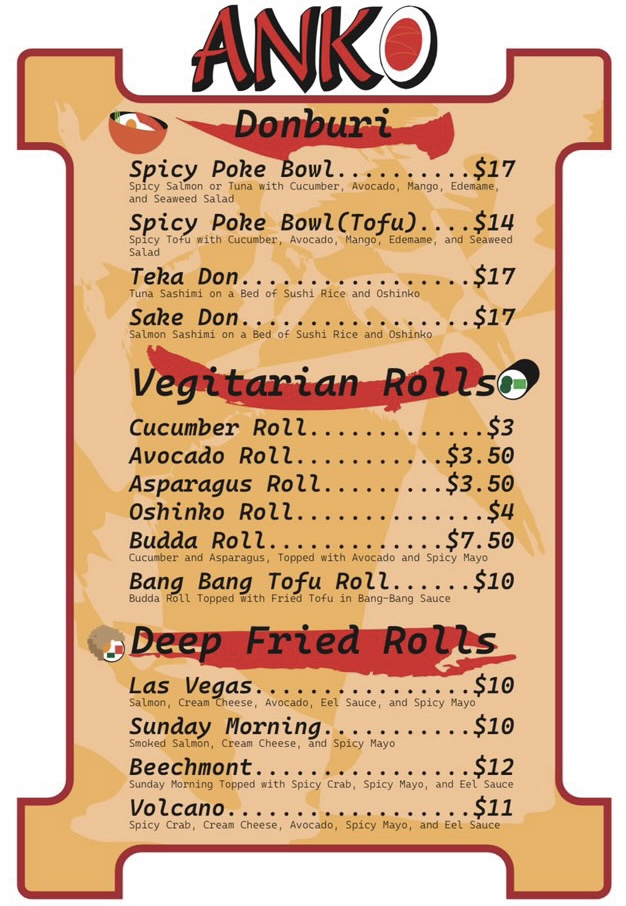 ANKO
Donburi
Spicy Poke Bowl..........$17
Spicy Salmon or Tuna with Cucumber, Avocado, Mango, Edemame,
and Seaweed Salad
Spicy Poke Bowl(Tofu)....$14
Spicy Tofu with Cucumber, Avocado, Mango, Edemame, and Seaweed
Salad
Teka Don.................$17
Tuna Sashimi on a Bed of Sushi Rice and Oshinko
Sake Don.................$17
Salmon Sashimi on a Bed of Sushi Rice and Oshinko
Vegitarian Rolls
Cucumber Roll.............$3
Avocado Roll...........$3.50
Asparagus Roll.........$3.50
Oshinko Roll..............$4
Budda Roll.............$7.50
Cucumber and Asparagus, Topped with Avocado and Spicy Mayo
Bang Bang Tofu Roll......$10
Budda Roll Topped with Fried Tofu in Bang-Bang Sauce
Deep Fried Rolls
Las Vegas................$10
Salmon, Cream Cheese, Avocado, Eel Sauce, and Spicy Mayo
Sunday Morning...........$10
Smoked Salmon, Cream Cheese, and Spicy Mayo
Beechmont................$12
Sunday Morning Topped with Spicy Crab, Spicy Mayo, and Eel Sauce
Volcano..................$11
Spicy Crab, Cream Cheese, Avocado, Spicy Mayo, and Eel Sauce